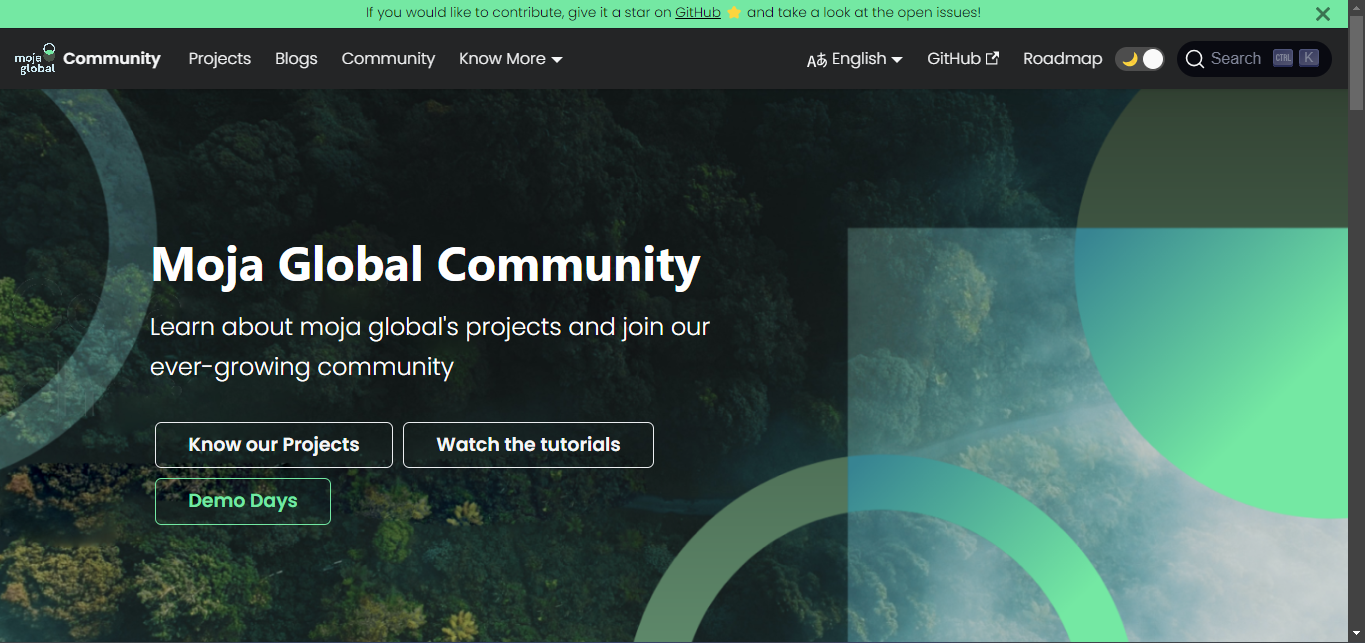 If you would like to contribute, give it a star on GitHub ⭐ and take a look at the open issues!
moja global Community Projects Blogs Community Know More English GitHub Roadmap Search CTRL K
Moja Global Community
Learn about moja global's projects and join our
ever-growing community
Know our Projects Watch the tutorials
Demo Days